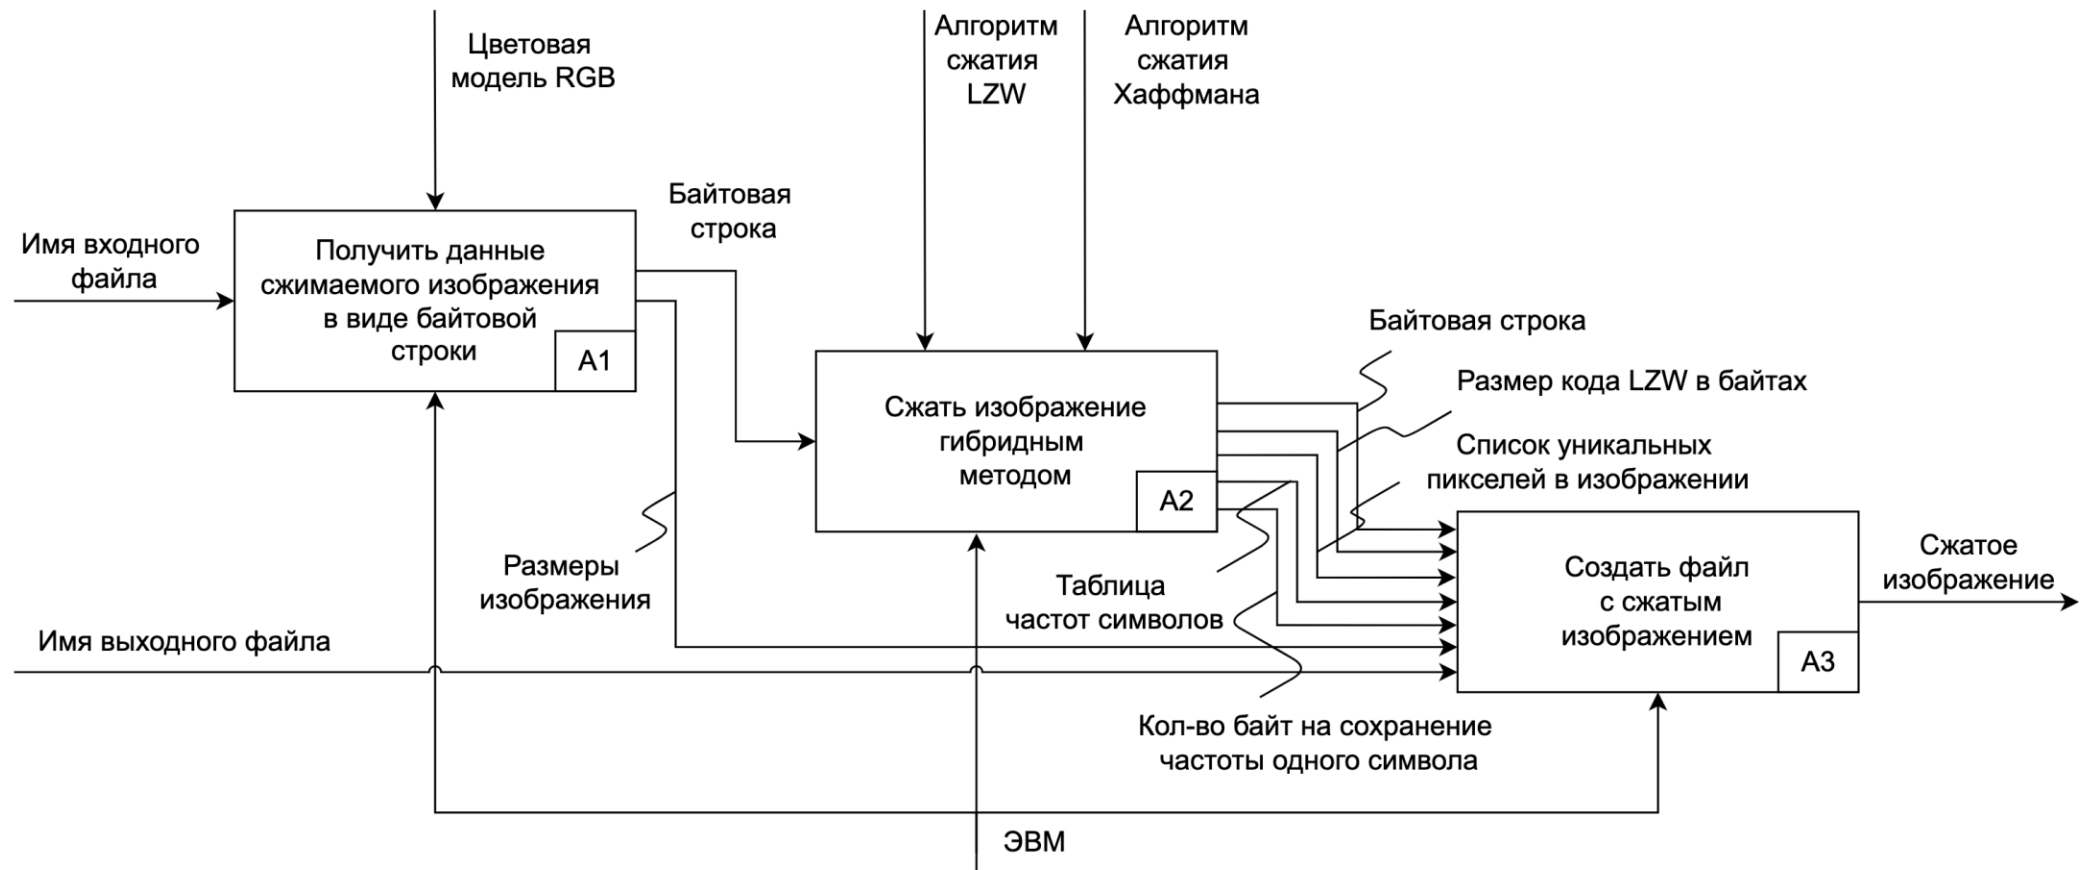 Цветовая
модель RGB
Алгоритм
сжатия
LZW
Алгоритм
сжатия
Хаффмана
Имя входного
файла
Получить данные
сжимаемого изображения
в виде байтовой
строки
A1
Байтовая
строка
Сжать изображение
гибридным
методом
A2
Байтовая строка
Размер кода LZW в байтах
Список уникальных
пикселей в изображении
Размеры
изображения
Таблица
частот символов
Создать файл
с сжатым
изображением
A3
Сжатое
изображение
Имя выходного файла
Кол-во байт на сохранение
частоты одного символа
ЭВМ